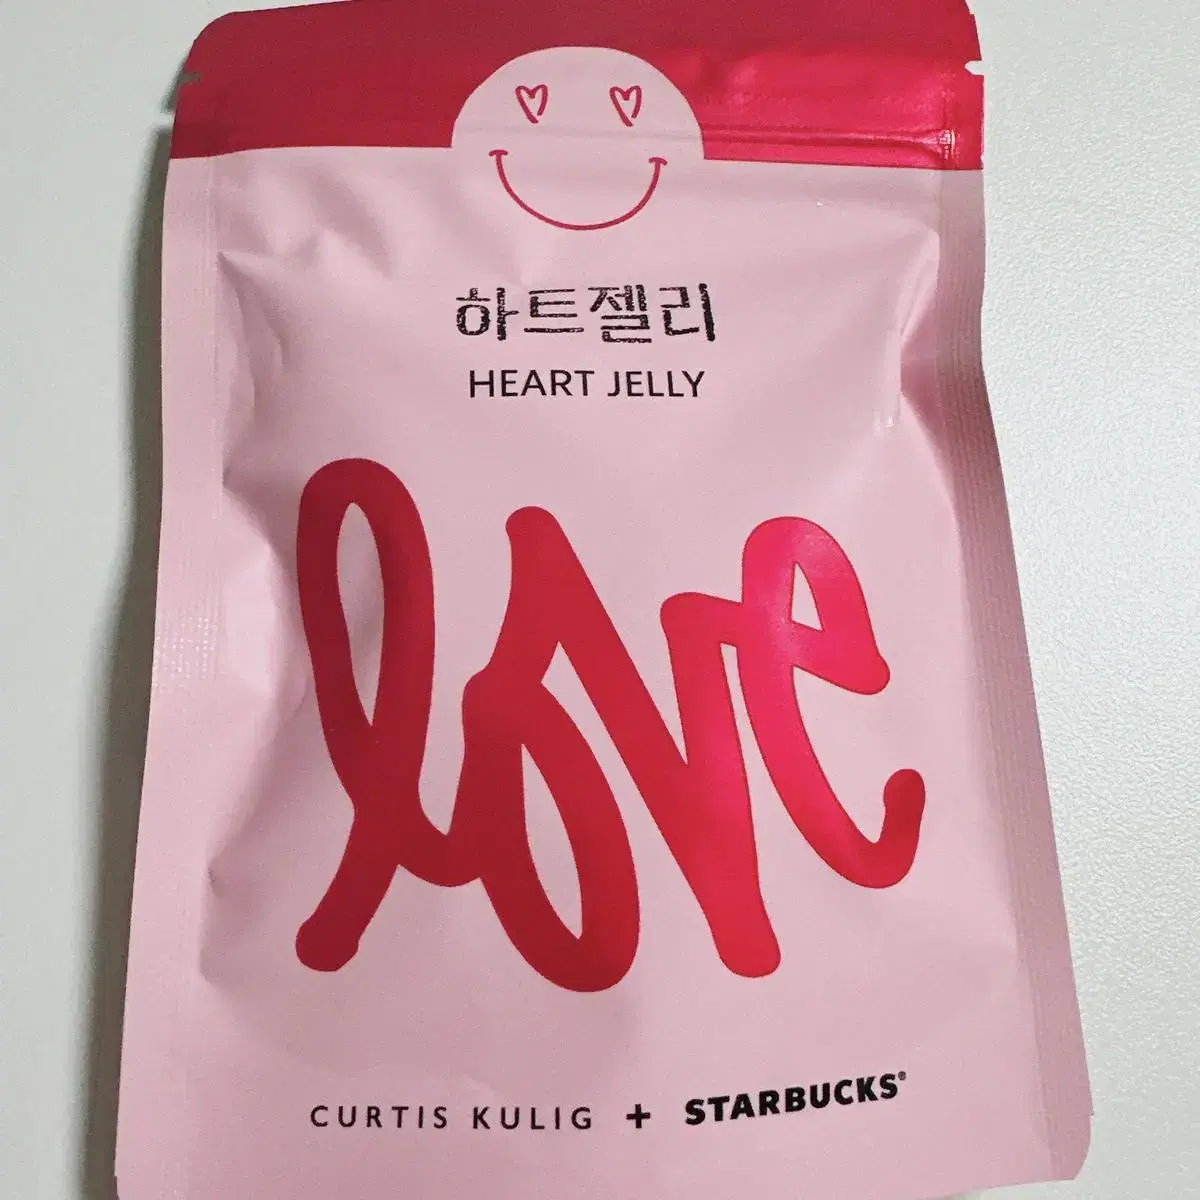 하트젤리
HEART JELLY
love
CURTIS KULIG + STARBUCKS®